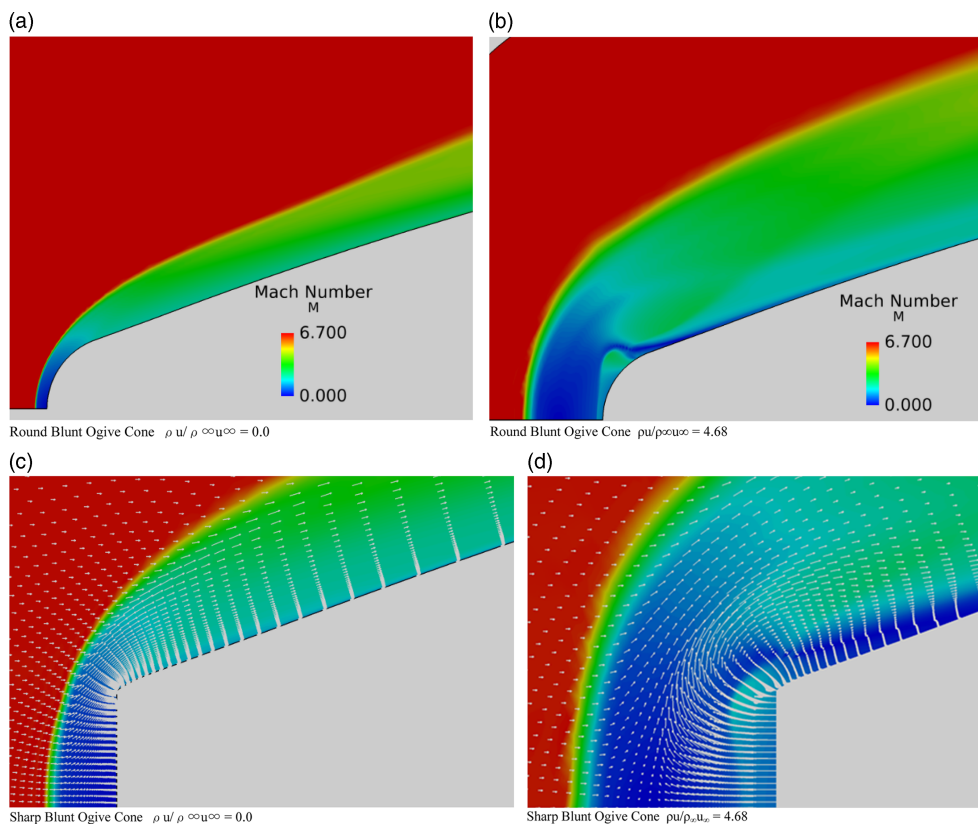 (a)
(b)
Mach Number
M
6.700
0.000
Mach Number
M
6.700
0.000
Round Blunt Ogive Cone ρ u/ ρ ∞u∞ = 0.0
Round Blunt Ogive Cone ρu/ρ∞u∞ = 4.68
(c)
(d)
Sharp Blunt Ogive Cone ρ u/ ρ ∞u∞ = 0.0
Sharp Blunt Ogive Cone ρu/ρ∞u∞ = 4.68